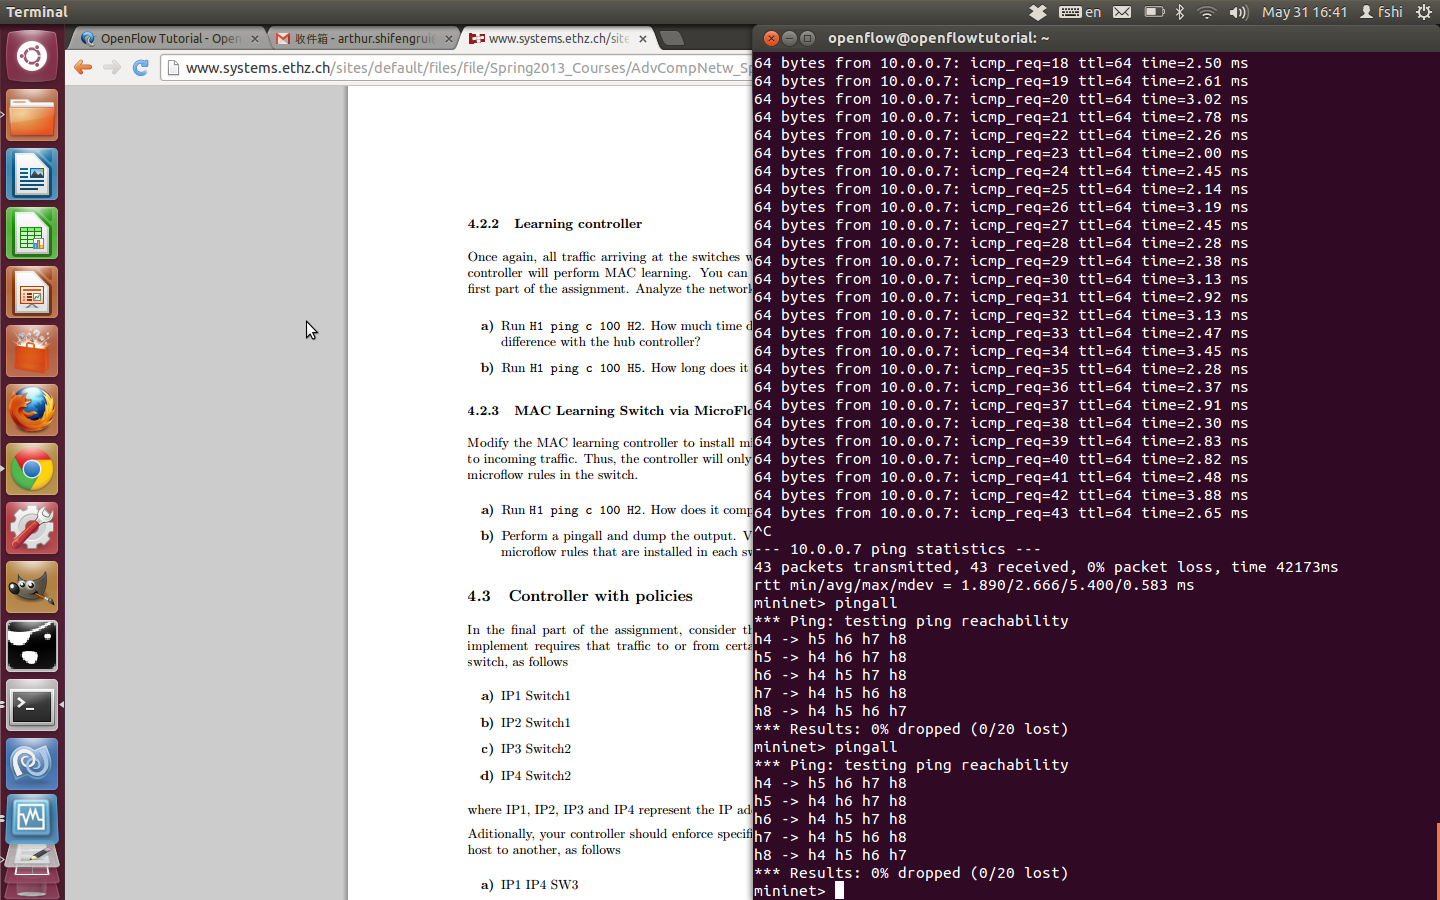 Terminal
en
May 31 16:41
fshi
OpenFlow Tutorial - Open
收件箱 - arthur.shifengrui@
www.systems.ethz.ch/site
www.systems.ethz.ch/sites/default/files/file/Spring2013_Courses/AdvCompNetw_Sp
4.2.2 Learning controller
Once again, all traffic arriving at the switches w
controller will perform MAC learning. You can
first part of the assignment. Analyze the network
a) Run H1 ping c 100 H2. How much time d
difference with the hub controller?
b) Run H1 ping c 100 H5. How long does it
4.2.3 MAC Learning Switch via MicroFlo
Modify the MAC learning controller to install mi
to incoming traffic. Thus, the controller will only
microflow rules in the switch.
a) Run H1 ping c 100 H2. How does it comp
b) Perform a pingall and dump the output. V
microflow rules that are installed in each sw
4.3 Controller with policies
In the final part of the assignment, consider th
implement requires that traffic to or from certa
switch, as follows
a) IP1 Switch1
b) IP2 Switch1
c) IP3 Switch2
d) IP4 Switch2
where IP1, IP2, IP3 and IP4 represent the IP add
Aditionally, your controller should enforce specifi
host to another, as follows
a) IP1 IP4 SW3
openflow@openflowtutorial: ~
64 bytes from 10.0.0.7: icmp_req=18 ttl=64 time=2.50 ms
64 bytes from 10.0.0.7: icmp_req=19 ttl=64 time=2.61 ms
64 bytes from 10.0.0.7: icmp_req=20 ttl=64 time=3.02 ms
64 bytes from 10.0.0.7: icmp_req=21 ttl=64 time=2.78 ms
64 bytes from 10.0.0.7: icmp_req=22 ttl=64 time=2.26 ms
64 bytes from 10.0.0.7: icmp_req=23 ttl=64 time=2.00 ms
64 bytes from 10.0.0.7: icmp_req=24 ttl=64 time=2.45 ms
64 bytes from 10.0.0.7: icmp_req=25 ttl=64 time=2.14 ms
64 bytes from 10.0.0.7: icmp_req=26 ttl=64 time=3.19 ms
64 bytes from 10.0.0.7: icmp_req=27 ttl=64 time=2.45 ms
64 bytes from 10.0.0.7: icmp_req=28 ttl=64 time=2.28 ms
64 bytes from 10.0.0.7: icmp_req=29 ttl=64 time=2.38 ms
64 bytes from 10.0.0.7: icmp_req=30 ttl=64 time=3.13 ms
64 bytes from 10.0.0.7: icmp_req=31 ttl=64 time=2.92 ms
64 bytes from 10.0.0.7: icmp_req=32 ttl=64 time=3.13 ms
64 bytes from 10.0.0.7: icmp_req=33 ttl=64 time=2.47 ms
64 bytes from 10.0.0.7: icmp_req=34 ttl=64 time=3.45 ms
64 bytes from 10.0.0.7: icmp_req=35 ttl=64 time=2.28 ms
64 bytes from 10.0.0.7: icmp_req=36 ttl=64 time=2.37 ms
64 bytes from 10.0.0.7: icmp_req=37 ttl=64 time=2.91 ms
64 bytes from 10.0.0.7: icmp_req=38 ttl=64 time=2.30 ms
64 bytes from 10.0.0.7: icmp_req=39 ttl=64 time=2.83 ms
64 bytes from 10.0.0.7: icmp_req=40 ttl=64 time=2.82 ms
64 bytes from 10.0.0.7: icmp_req=41 ttl=64 time=2.48 ms
64 bytes from 10.0.0.7: icmp_req=42 ttl=64 time=3.88 ms
64 bytes from 10.0.0.7: icmp_req=43 ttl=64 time=2.65 ms
^C
--- 10.0.0.7 ping statistics ---
43 packets transmitted, 43 received, 0% packet loss, time 42173ms
rtt min/avg/max/mdev = 1.890/2.666/5.400/0.583 ms
mininet> pingall
*** Ping: testing ping reachability
h4 -> h5 h6 h7 h8
h5 -> h4 h6 h7 h8
h6 -> h4 h5 h7 h8
h7 -> h4 h5 h6 h8
h8 -> h4 h5 h6 h7
*** Results: 0% dropped (0/20 lost)
mininet> pingall
*** Ping: testing ping reachability
h4 -> h5 h6 h7 h8
h5 -> h4 h6 h7 h8
h6 -> h4 h5 h7 h8
h7 -> h4 h5 h6 h8
h8 -> h4 h5 h6 h7
*** Results: 0% dropped (0/20 lost)
mininet>